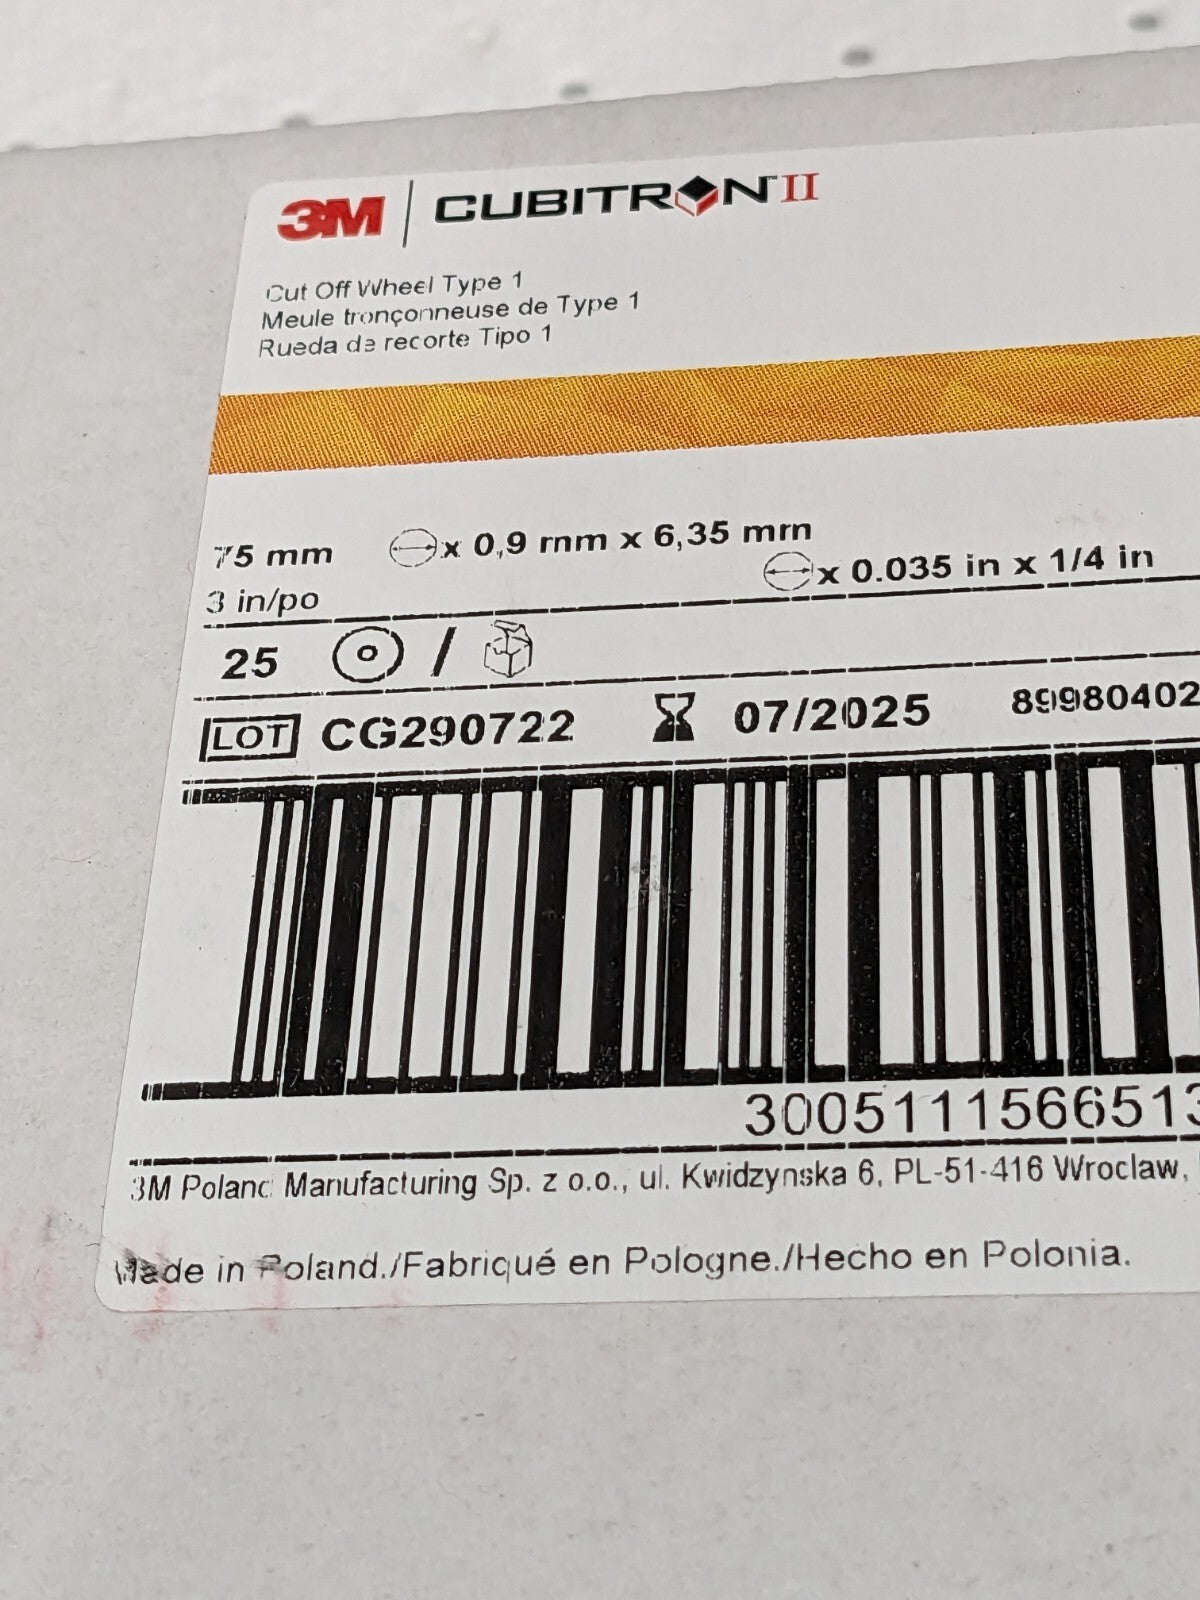 3M CUBITRON™ II
Cut Off Wheel Type 1
Meule tronçonneuse de Type 1
Rueda de recorte Tipo 1
75 mm x 0,9 mm x 6,35 mm
3 in/po x 0.035 in x 1/4 in
25 /
LOT CG290722 07/2025 89980402
3005111566513
3M Poland Manufacturing Sp. z o.o., ul. Kwidzynska 6, PL-51-416 Wroclaw,
Made in Poland./Fabriqué en Pologne./Hecho en Polonia.